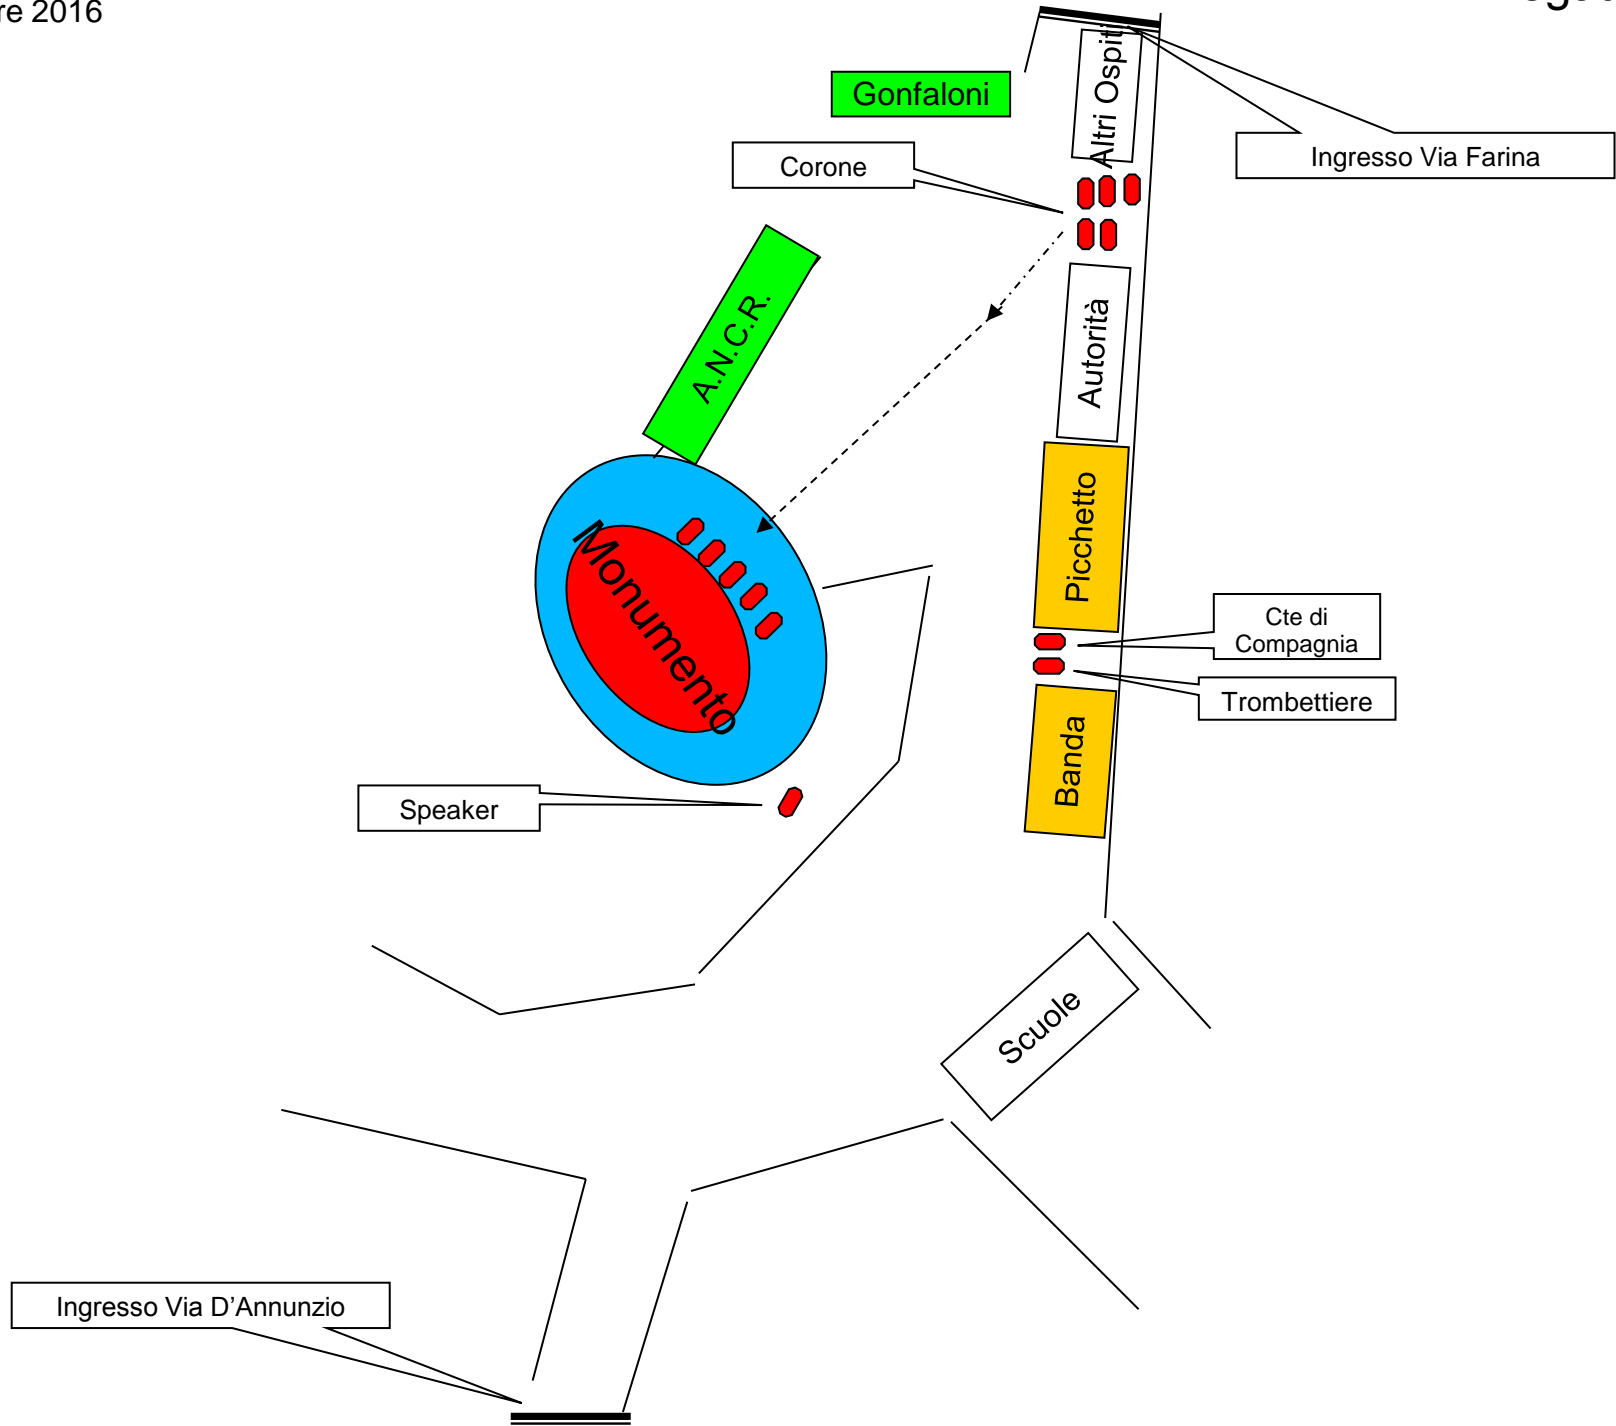 re 2016
Altri Ospiti
Gonfaloni
Ingresso Via Farina
Corone
A.N.C.R.
Autorità
Picchetto
Monumento
Cte di
Compagnia
Trombettiere
Banda
Speaker
Scuole
Ingresso Via D’Annunzio